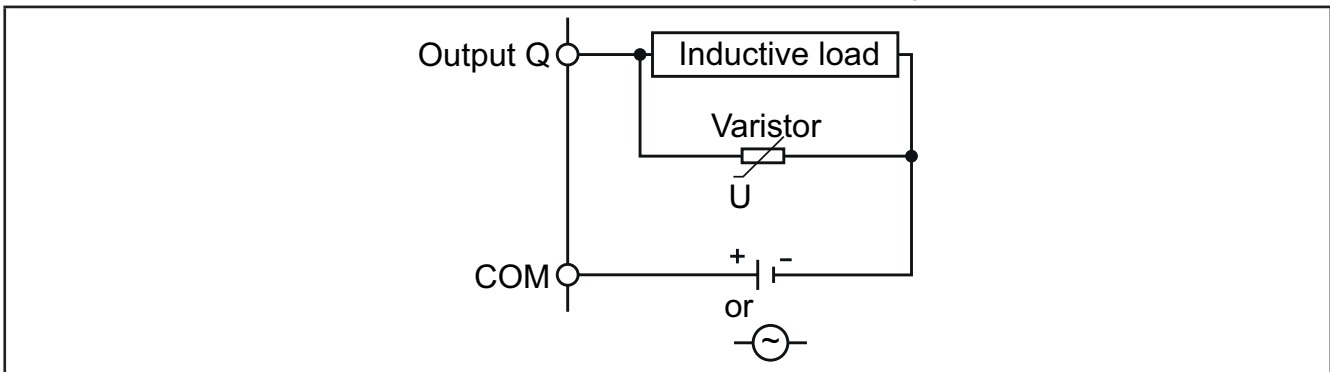 Output Q
Inductive load
Varistor
U
+ –
COM
or
~